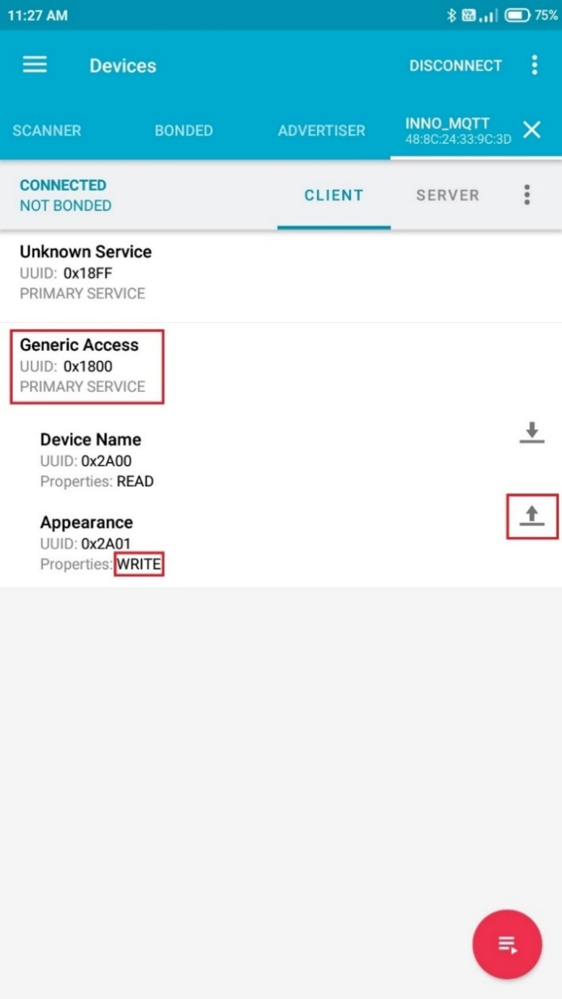 11:27 AM 75%
Devices DISCONNECT
SCANNER BONDED ADVERTISER INNO_MQTT
48:8C:24:33:9C:3D
CONNECTED
NOT BONDED
CLIENT SERVER
Unknown Service
UUID: 0x18FF
PRIMARY SERVICE
Generic Access
UUID: 0x1800
PRIMARY SERVICE
Device Name
UUID: 0x2A00
Properties: READ
Appearance
UUID: 0x2A01
Properties: WRITE